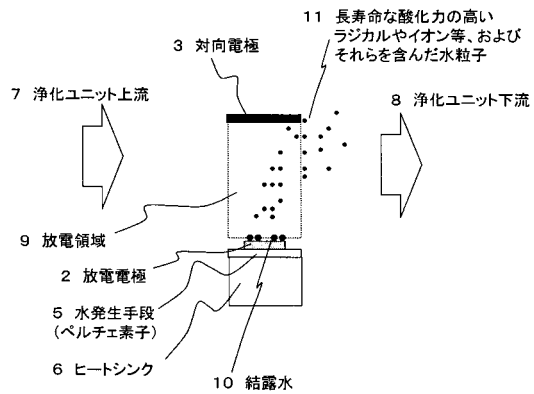 11 長寿命な酸化力の高い
ラジカルやイオン等、および
それらを含んだ水粒子
3 対向電極
7 浄化ユニット上流
8 浄化ユニット下流
9 放電領域
2 放電電極
5 水発生手段
(ペルチェ素子)
6 ヒートシンク
10 結露水